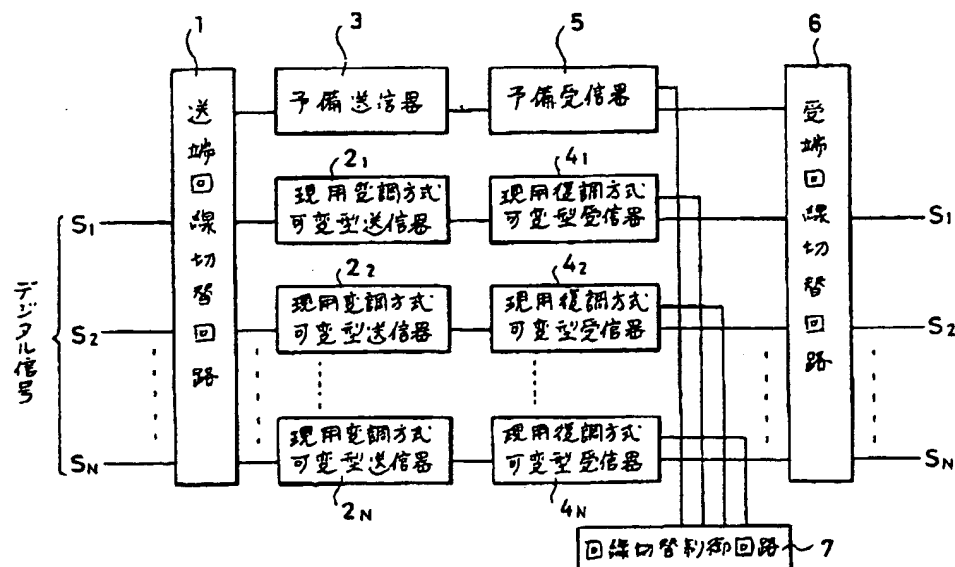 1
3
5
6
送端回線切替回路
予備送信器
予備受信器
受端回線切替回路
2₁
4₁
現用変調方式
可変型送信器
現用復調方式
可変型受信器
S₁
S₁
2₂
4₂
現用変調方式
可変型送信器
現用復調方式
可変型受信器
S₂
S₂
デジタル信号
現用変調方式
可変型送信器
現用復調方式
可変型受信器
S_N
S_N
2_N
4_N
回線切替制御回路
7